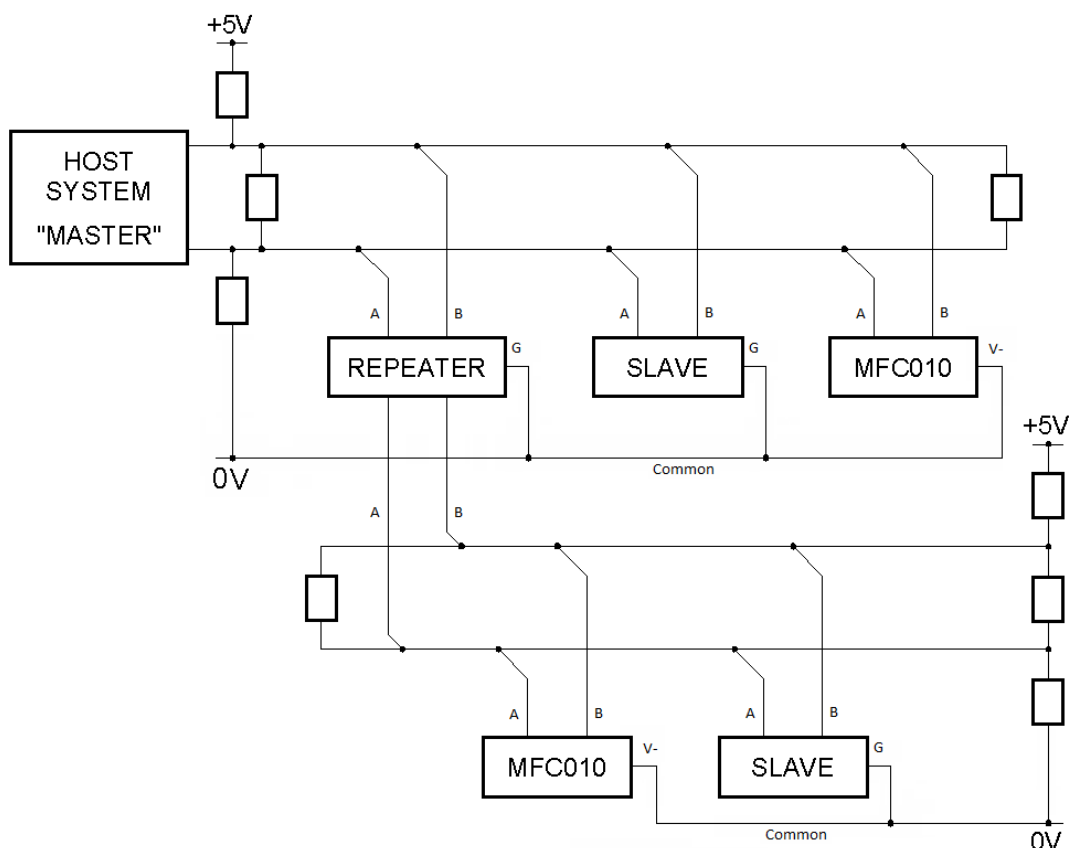 +5V
HOST
SYSTEM
"MASTER"
A
B
A
B
A
B
REPEATER
G
SLAVE
G
MFC010
V-
0V
Common
+5V
A
B
A
B
A
B
MFC010
V-
SLAVE
G
Common
0V